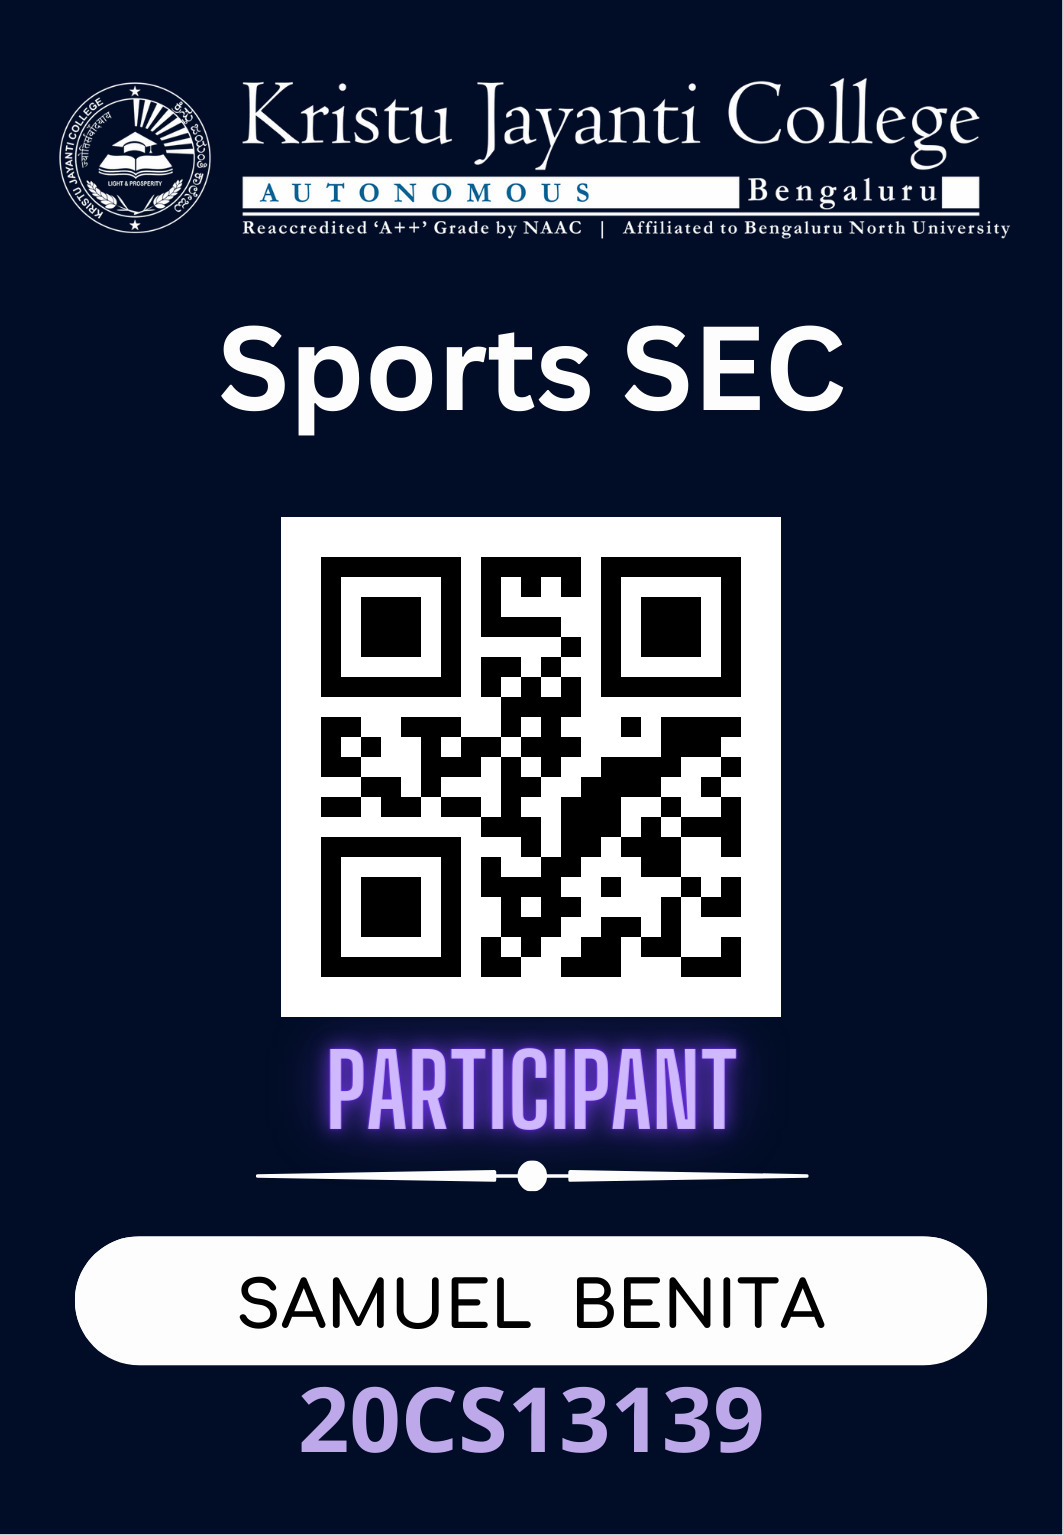 Kristu Jayanti College
AUTONOMOUS Bengaluru
Reaccredited ‘A++’ Grade by NAAC | Affiliated to Bengaluru North University
KRISTU JAYANTI COLLEGE
LIGHT & PROSPERITY
Sports SEC
PARTICIPANT
SAMUEL BENITA
20CS13139